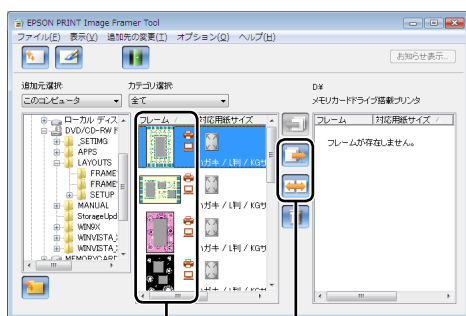 EPSON PRINT Image Framer Tool
ファイル(F) 表示(V) 追加先の変更(T) オプション(O) ヘルプ(H)
お知らせ表示...
追加元選択:
カテゴリ選択:
D:¥
このコンピュータ
全て
メモリカードドライブ搭載プリンタ
ローカル ディス
DVD/CD-RW ド
_SETIMG
APPS
LAYOUTS
FRAME
FRAME
SETUP
MANUAL
StorageUpd
WIN9X
WINVISTA_
WINVISTA_
MEMORYCARD
フレーム
対応用紙サイズ
ハガキ / L判 / KGサ
ハガキ / L判 / KGサ
ハガキ / L判 / KGサ
ハガキ / L判 / KGサ
フレーム
対応用紙サイズ
フレームが存在しません。